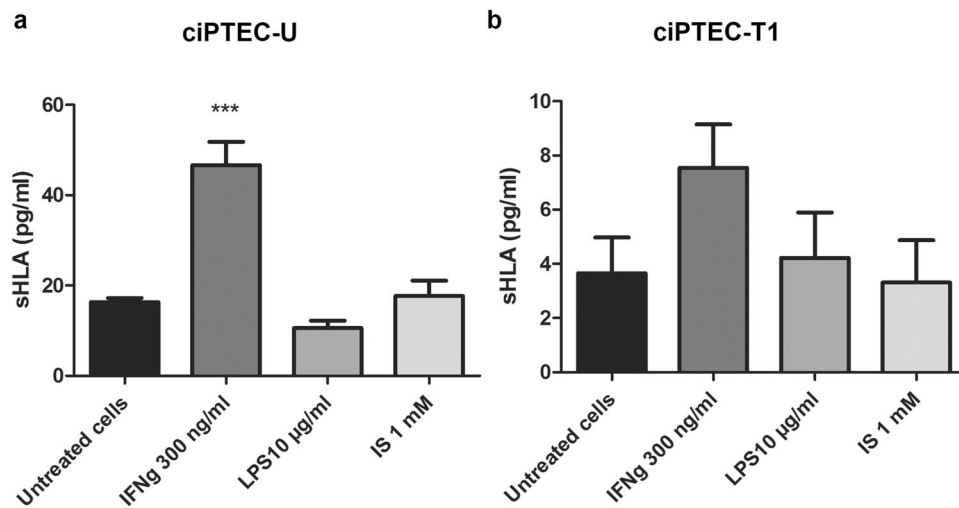 a
ciPTEC-U
sHLA (pg/ml)
60
40
20
0
***
Untreated cells
IFNg 300 ng/ml
LPS10 µg/ml
IS 1 mM
b
ciPTEC-T1
sHLA (pg/ml)
10
8
6
4
2
0
Untreated cells
IFNg 300 ng/ml
LPS10 µg/ml
IS 1 mM